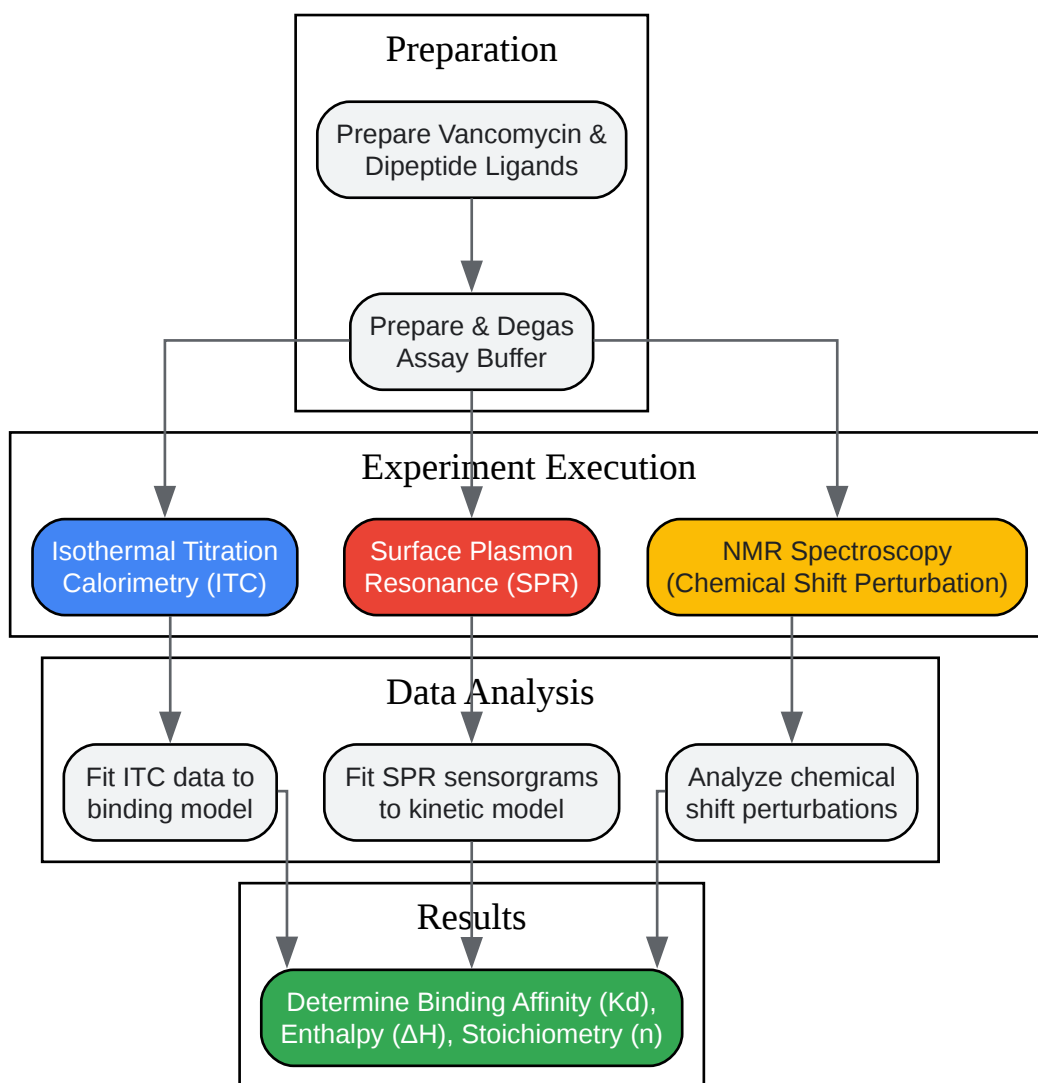 Preparation
Prepare Vancomycin &
Dipeptide Ligands
Prepare & Degas
Assay Buffer
Experiment Execution
Isothermal Titration
Calorimetry (ITC)
Surface Plasmon
Resonance (SPR)
NMR Spectroscopy
(Chemical Shift Perturbation)
Data Analysis
Fit ITC data to
binding model
Fit SPR sensorgrams
to kinetic model
Analyze chemical
shift perturbations
Results
Determine Binding Affinity (Kd),
Enthalpy (ΔH), Stoichiometry (n)